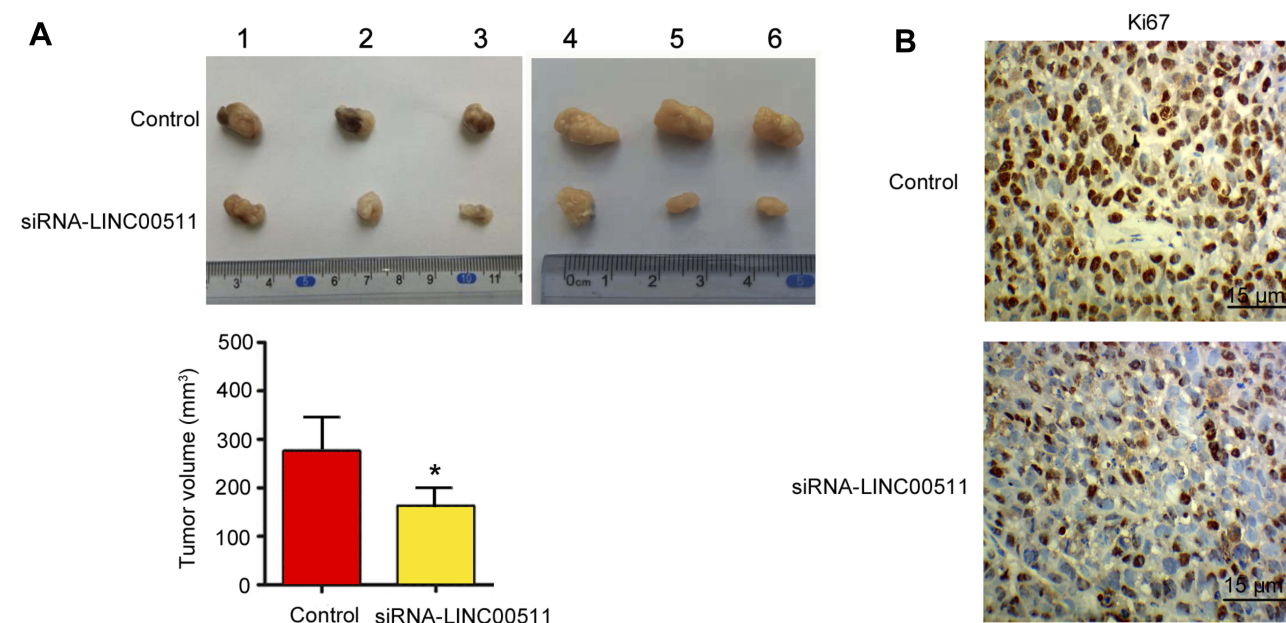 A
1 2 3 4 5 6
Control
siRNA-LINC00511
3 4 5 6 7 8 9 10 11 1
0cm 1 2 3 4 5
500
400
300
200
100
0
Tumor volume (mm³)
*
Control siRNA-LINC00511
B
Ki67
Control
15 µm
siRNA-LINC00511
15 µm